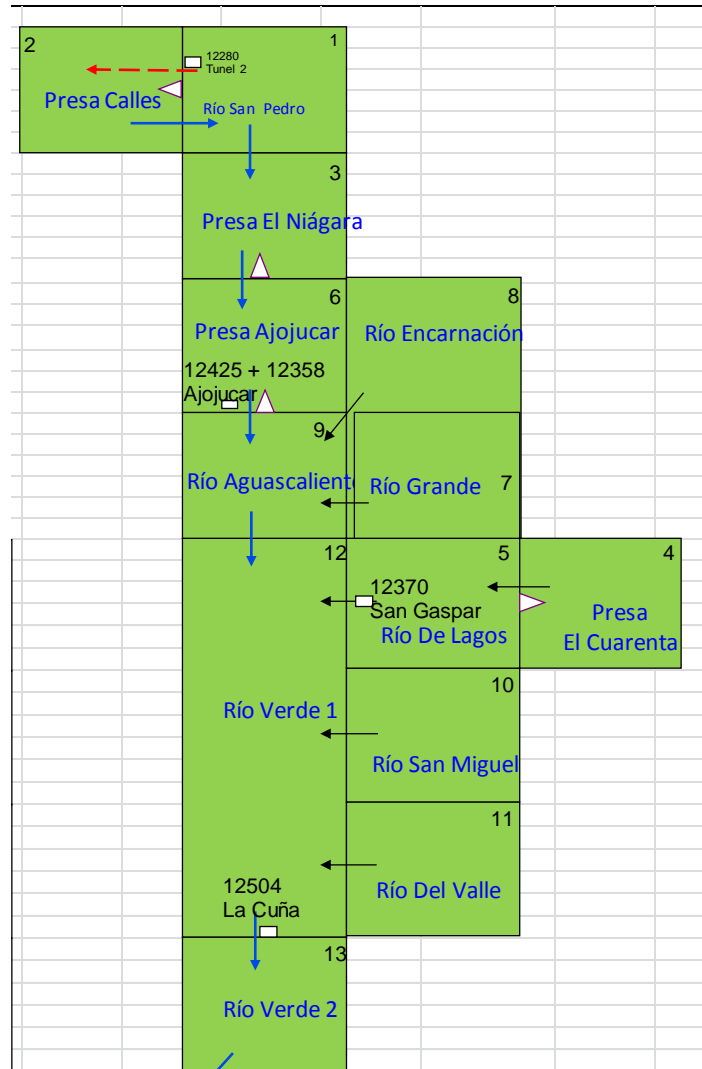 2
1
12280
Tunel 2
Presa Calles
Río San Pedro
3
Presa El Niágara
6
8
Presa Ajojucar
Río Encarnación
12425 + 12358
Ajojucar
9
Río Aguascaliente
Río Grande
7
12
5
4
12370
San Gaspar
Presa
El Cuarenta
Río De Lagos
10
Río Verde 1
Río San Miguel
11
12504
La Cuña
Río Del Valle
13
Río Verde 2